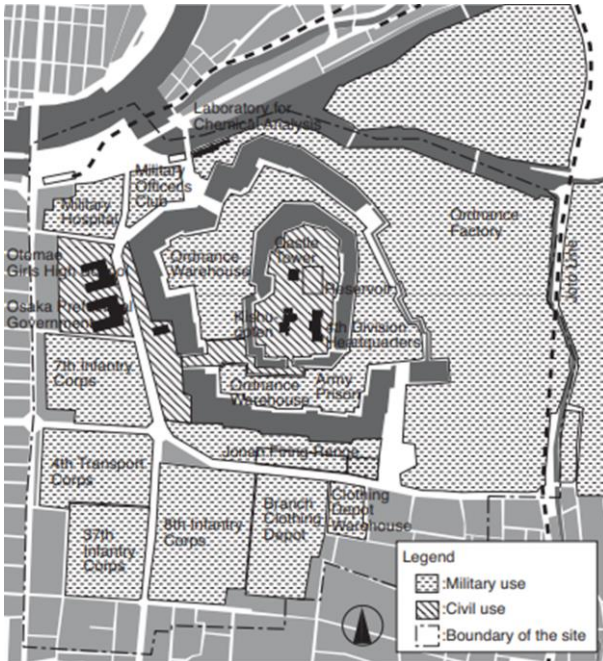 Laboratory for
Chemical Analysis
Military
Officers
Club
Military
Hospital
Ordnance
Factory
Castle
Tower
Ordnance
Warehouse
Otomae
Girls High School
Reservoir
Osaka Prefectural
Government
Kishu-
goten
4th Division
Headquarters
Joto Line
7th Infantry
Corps
Ordnance
Warehouse
Army
Prison
Jonan Firing Range
4th Transport
Corps
8th Infantry
Corps
Branch
Clothing
Depot
Clothing
Depot
Warehouse
37th
Infantry
Corps
Legend
:Military use
:Civil use
:Boundary of the site